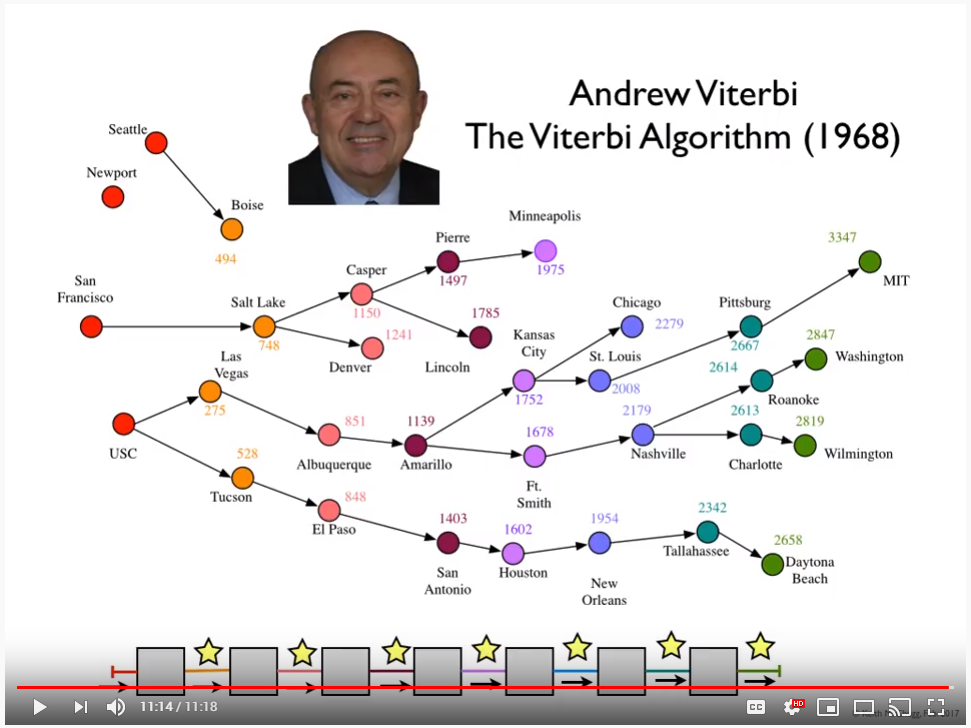 Andrew Viterbi
The Viterbi Algorithm (1968)
Seattle
Newport
Boise
494
Minneapolis
1975
Pierre
1497
3347
MIT
San
Francisco
Salt Lake
748
Casper
1150
1241
Denver
1785
Lincoln
Chicago
2279
Pittsburg
2667
Kansas
City
1752
St. Louis
2008
2847
Washington
2614
Roanoke
Las
Vegas
275
USC
851
Albuquerque
1139
Amarillo
1678
Ft.
Smith
2179
Nashville
2613
Charlotte
2819
Wilmington
528
Tucson
848
El Paso
1403
San
Antonio
1602
Houston
1954
New
Orleans
2342
Tallahassee
2658
Daytona
Beach
11:14 / 11:18
CC
HD
2017